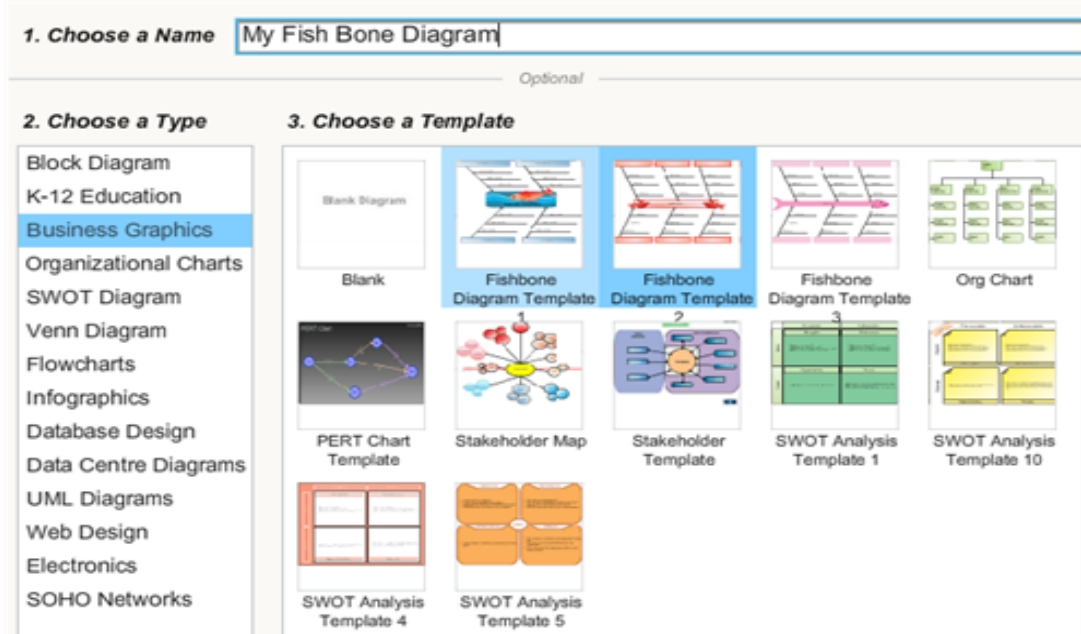 1. Choose a Name
My Fish Bone Diagram
Optional
2. Choose a Type
Block Diagram
K-12 Education
Business Graphics
Organizational Charts
SWOT Diagram
Venn Diagram
Flowcharts
Infographics
Database Design
Data Centre Diagrams
UML Diagrams
Web Design
Electronics
SOHO Networks
3. Choose a Template
Blank Diagram
Blank
Fishbone
Diagram Template
1
Fishbone
Diagram Template
2
Fishbone
Diagram Template
3
Org Chart
PERT Chart
PERT Chart
Template
Stakeholder Map
Stakeholder
Template
SWOT Analysis
Template 1
SWOT Analysis
Template 10
SWOT Analysis
Template 4
SWOT Analysis
Template 5